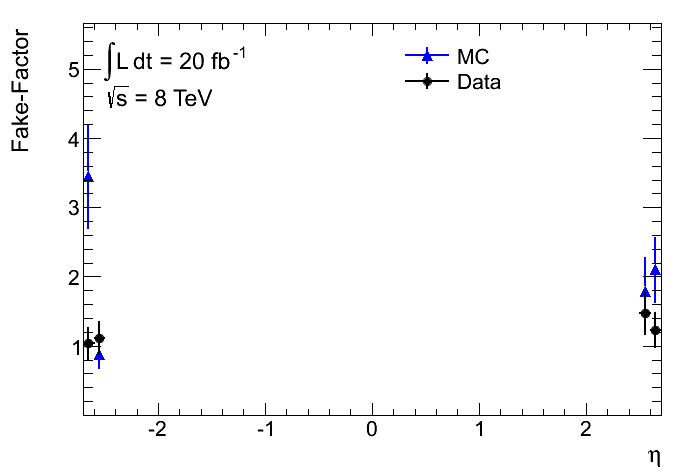 Fake-Factor
∫L dt = 20 fb⁻¹
√s = 8 TeV
MC
Data
5
4
3
2
1
-2 -1 0 1 2
η